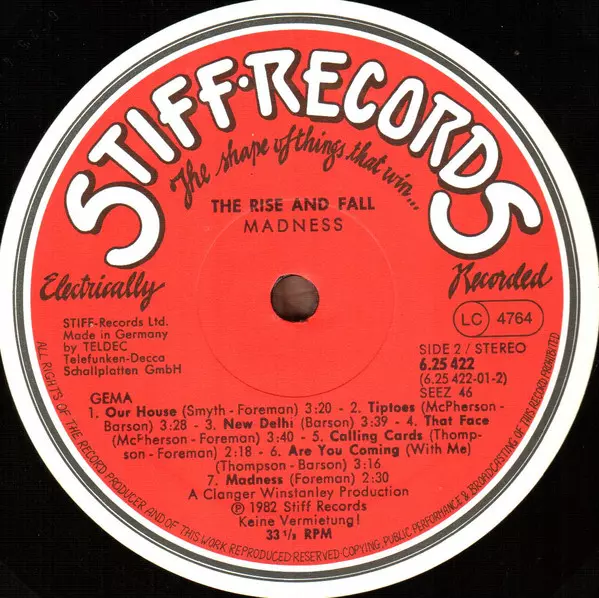 STIFF·RECORDS
The shape of things that win...
THE RISE AND FALL
MADNESS
Electrically
Recorded
STIFF-Records Ltd.
Made in Germany
by TELDEC
Telefunken-Decca
Schallplatten GmbH
LC 4764
SIDE 2/STEREO
6.25 422
(6.25 422-01-2)
SEEZ 46
GEMA
1. Our House (Smyth - Foreman) 3:20 - 2. Tiptoes (McPherson -
Barson) 3:28 - 3. New Delhi (Barson) 3:39 - 4. That Face
(McFherson - Foreman) 3:40 - 5. Calling Cards (Thomp-
son - Foreman) 2:18 - 6. Are You Coming (With Me)
(Thompson - Barson) 3:16
7. Madness (Foreman) 2:30
A Clanger Winstanley Production
Ⓟ 1982 Stiff Records
Keine Vermietung!
33 1/3 RPM
ALL RIGHTS OF THE RECORD PRODUCER AND OF THIS WORK REPRODUCED RESERVED·COPYING, PUBLIC PERFORMANCE & BROADCASTING OF THIS RECORD PROHIBITED